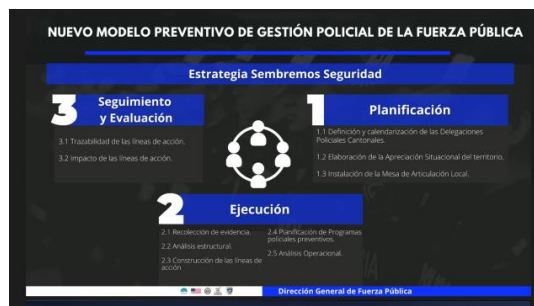 NUEVO MODELO PREVENTIVO DE GESTIÓN POLICIAL DE LA FUERZA PÚBLICA
Estrategia Sembremos Seguridad
1
Planificación
1.1 Definición y calendarización de las Delegaciones
Policiales Cantonales.
1.2 Elaboración de la Apreciación Situacional del territorio.
1.3 Instalación de la Mesa de Articulación Local.
2
Ejecución
2.1 Recolección de evidencia.
2.2 Análisis estructural.
2.3 Construcción de las líneas de
acción
2.4 Planificación de Programas
policiales preventivos.
2.5 Análisis Operacional.
3
Seguimiento
y Evaluación
3.1 Trazabilidad de las líneas de acción.
3.2 Impacto de las líneas de acción.
Dirección General de Fuerza Pública